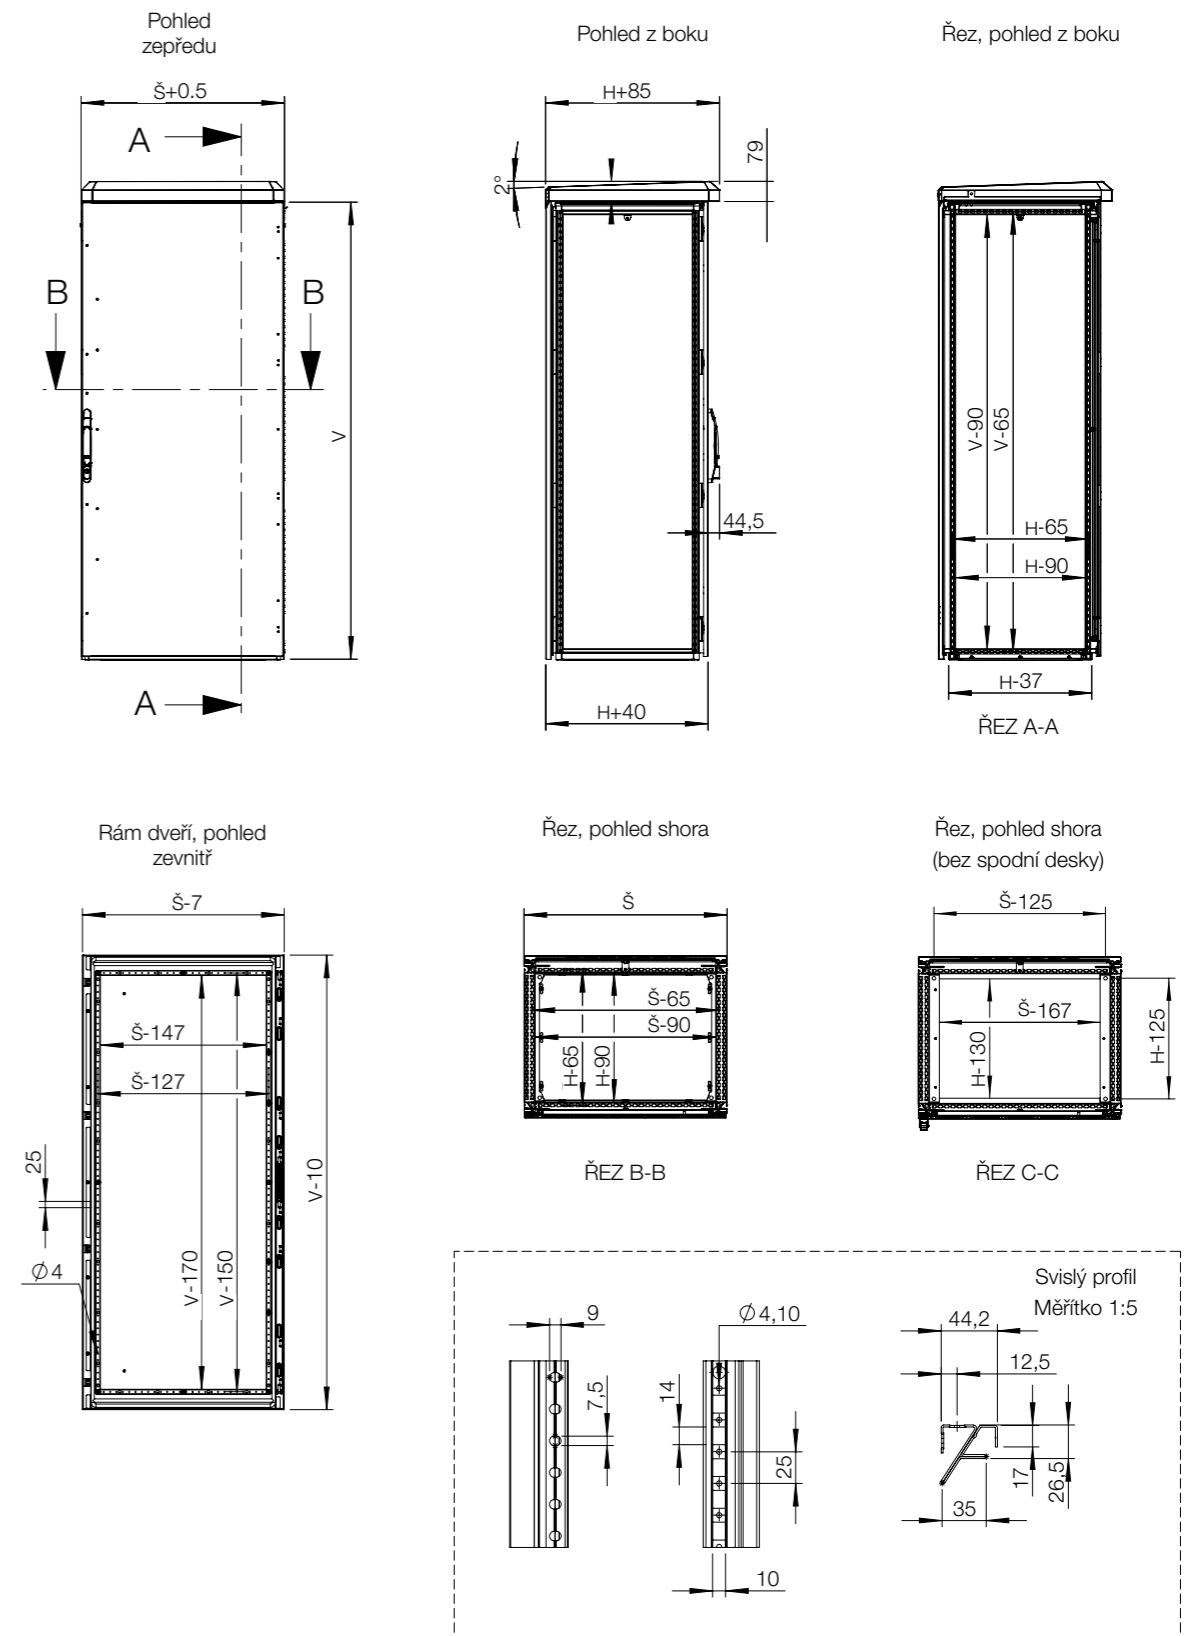 Pohled
zepředu
Pohled z boku
Řez, pohled z boku
Š+0.5
H+85
A
79
2°
B
B
V
V-90
V-65
44,5
H-65
H-90
H-37
A
H+40
ŘEZ A-A
Rám dveří, pohled
zevnitř
Řez, pohled shora
Řez, pohled shora
(bez spodní desky)
Š-7
Š
Š-125
Š-147
Š-127
Š-65
Š-90
H-65
H-90
Š-167
H-130
H-125
25
V-10
ŘEZ B-B
ŘEZ C-C
Ø4
V-170
V-150
Svislý profil
Měřítko 1:5
9
Ø4,10
44,2
12,5
7,5
14
25
17
26,5
35
10